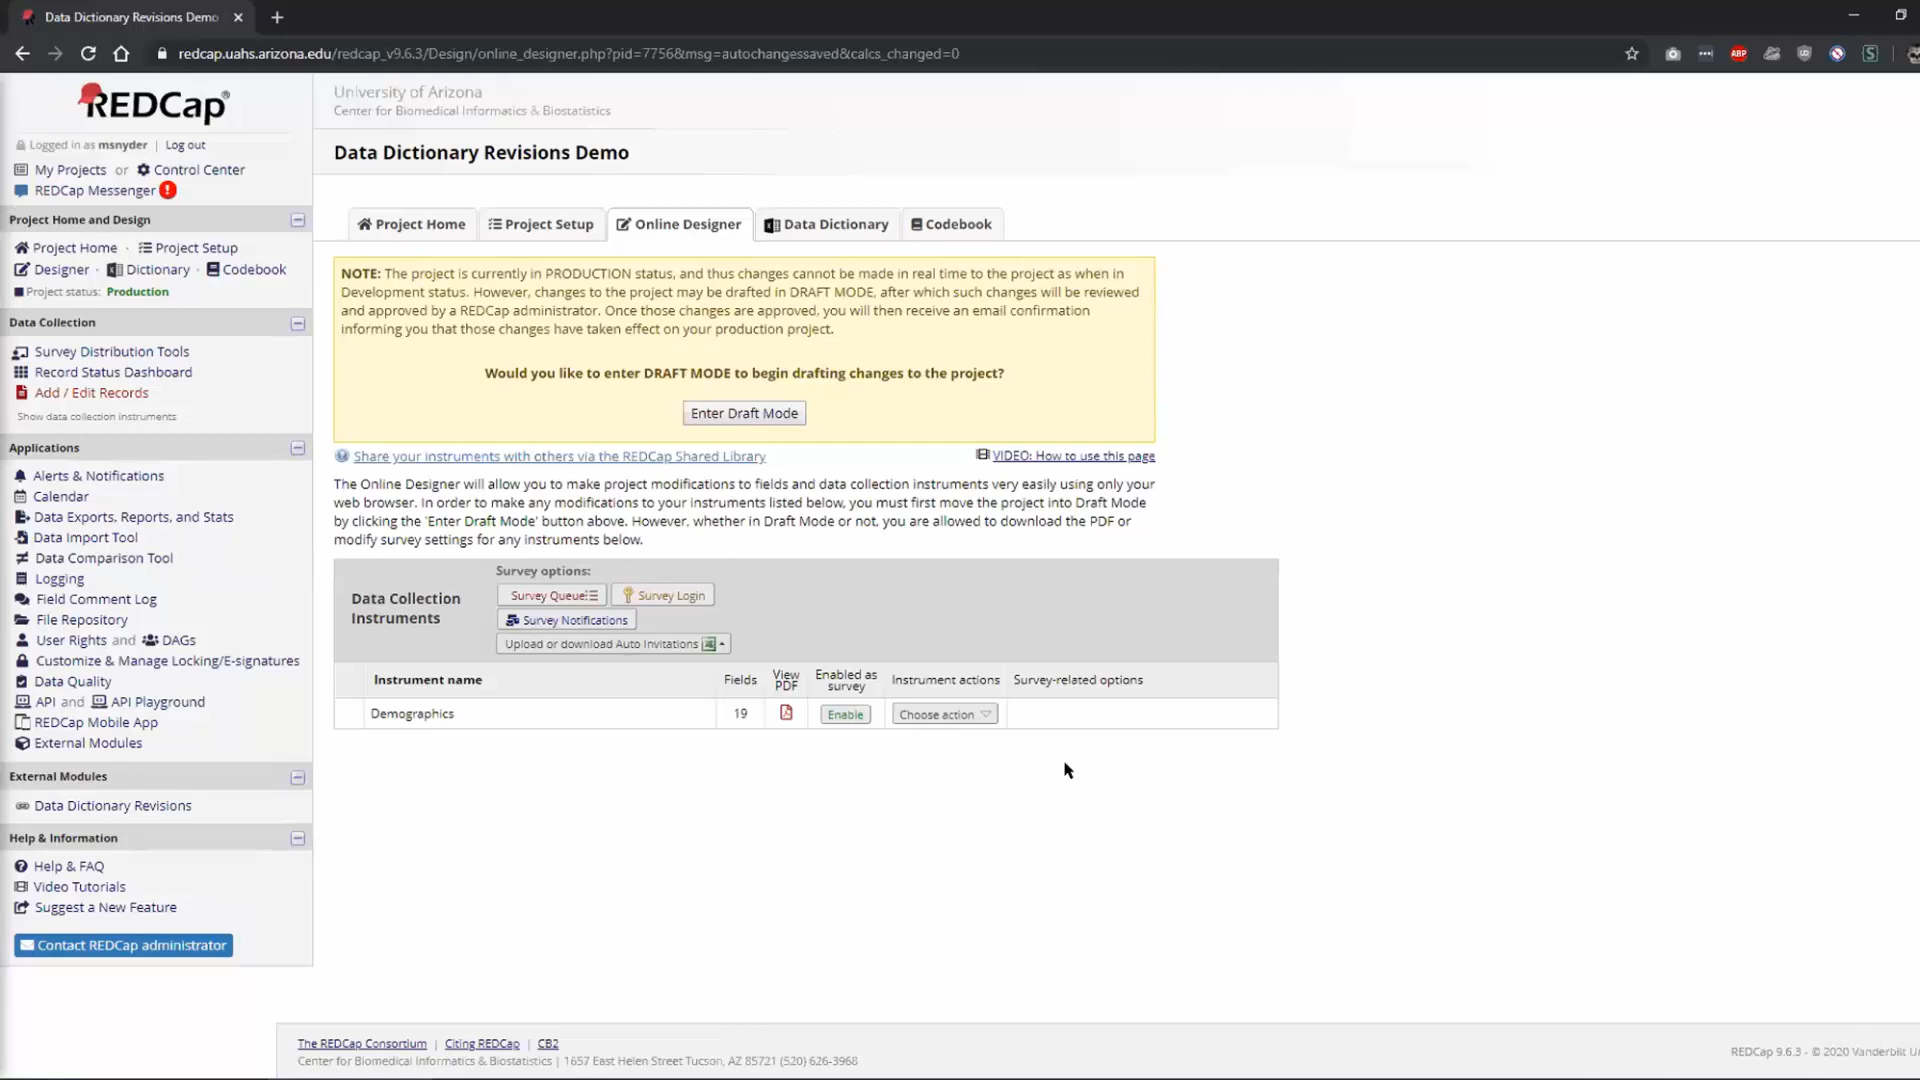 Data Dictionary Revisions Demo
redcap.uahs.arizona.edu/redcap_v9.6.3/Design/online_designer.php?pid=7756&msg=autochangessaved&calcs_changed=0
ABP
REDCap
Logged in as msnyder | Log out
My Projects or Control Center
REDCap Messenger !
Project Home and Design
Project Home · Project Setup
Designer · Dictionary · Codebook
Project status: Production
Data Collection
Survey Distribution Tools
Record Status Dashboard
Add / Edit Records
Show data collection instruments
Applications
Alerts & Notifications
Calendar
Data Exports, Reports, and Stats
Data Import Tool
Data Comparison Tool
Logging
Field Comment Log
File Repository
User Rights and DAGs
Customize & Manage Locking/E-signatures
Data Quality
API and API Playground
REDCap Mobile App
External Modules
External Modules
Data Dictionary Revisions
Help & Information
Help & FAQ
Video Tutorials
Suggest a New Feature
Contact REDCap administrator
University of Arizona
Center for Biomedical Informatics & Biostatistics
Data Dictionary Revisions Demo
Project Home Project Setup Online Designer Data Dictionary Codebook
NOTE: The project is currently in PRODUCTION status, and thus changes cannot be made in real time to the project as when in
Development status. However, changes to the project may be drafted in DRAFT MODE, after which such changes will be reviewed
and approved by a REDCap administrator. Once those changes are approved, you will then receive an email confirmation
informing you that those changes have taken effect on your production project.
Would you like to enter DRAFT MODE to begin drafting changes to the project?
Enter Draft Mode
Share your instruments with others via the REDCap Shared Library
VIDEO: How to use this page
The Online Designer will allow you to make project modifications to fields and data collection instruments very easily using only your
web browser. In order to make any modifications to your instruments listed below, you must first move the project into Draft Mode
by clicking the 'Enter Draft Mode' button above. However, whether in Draft Mode or not, you are allowed to download the PDF or
modify survey settings for any instruments below.
Data Collection
Instruments
Survey options:
Survey Queue Survey Login
Survey Notifications
Upload or download Auto Invitations
Instrument name Fields View PDF Enabled as survey Instrument actions Survey-related options
Demographics 19 Enable Choose action
The REDCap Consortium | Citing REDCap | CB2
Center for Biomedical Informatics & Biostatistics | 1657 East Helen Street Tucson, AZ 85721 (520) 626-3968
REDCap 9.6.3 - © 2020 Vanderbilt